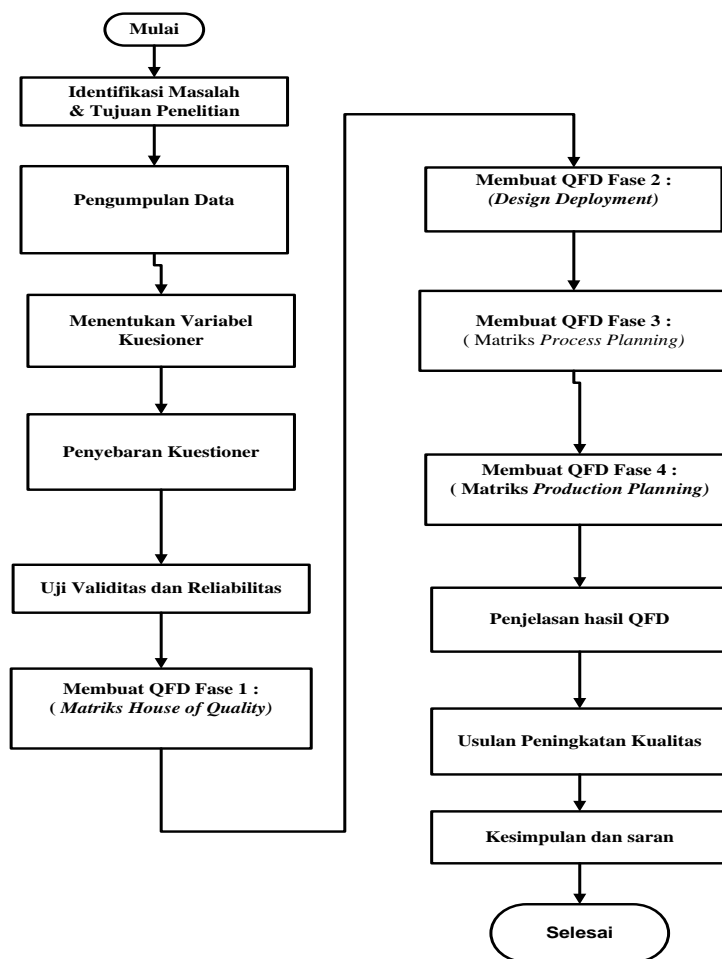 Mulai
Identifikasi Masalah
& Tujuan Penelitian
Pengumpulan Data
Menentukan Variabel
Kuesioner
Penyebaran Kuestioner
Uji Validitas dan Reliabilitas
Membuat QFD Fase 1 :
( Matriks House of Quality)
Membuat QFD Fase 2 :
(Design Deployment)
Membuat QFD Fase 3 :
( Matriks Process Planning)
Membuat QFD Fase 4 :
( Matriks Production Planning)
Penjelasan hasil QFD
Usulan Peningkatan Kualitas
Kesimpulan dan saran
Selesai